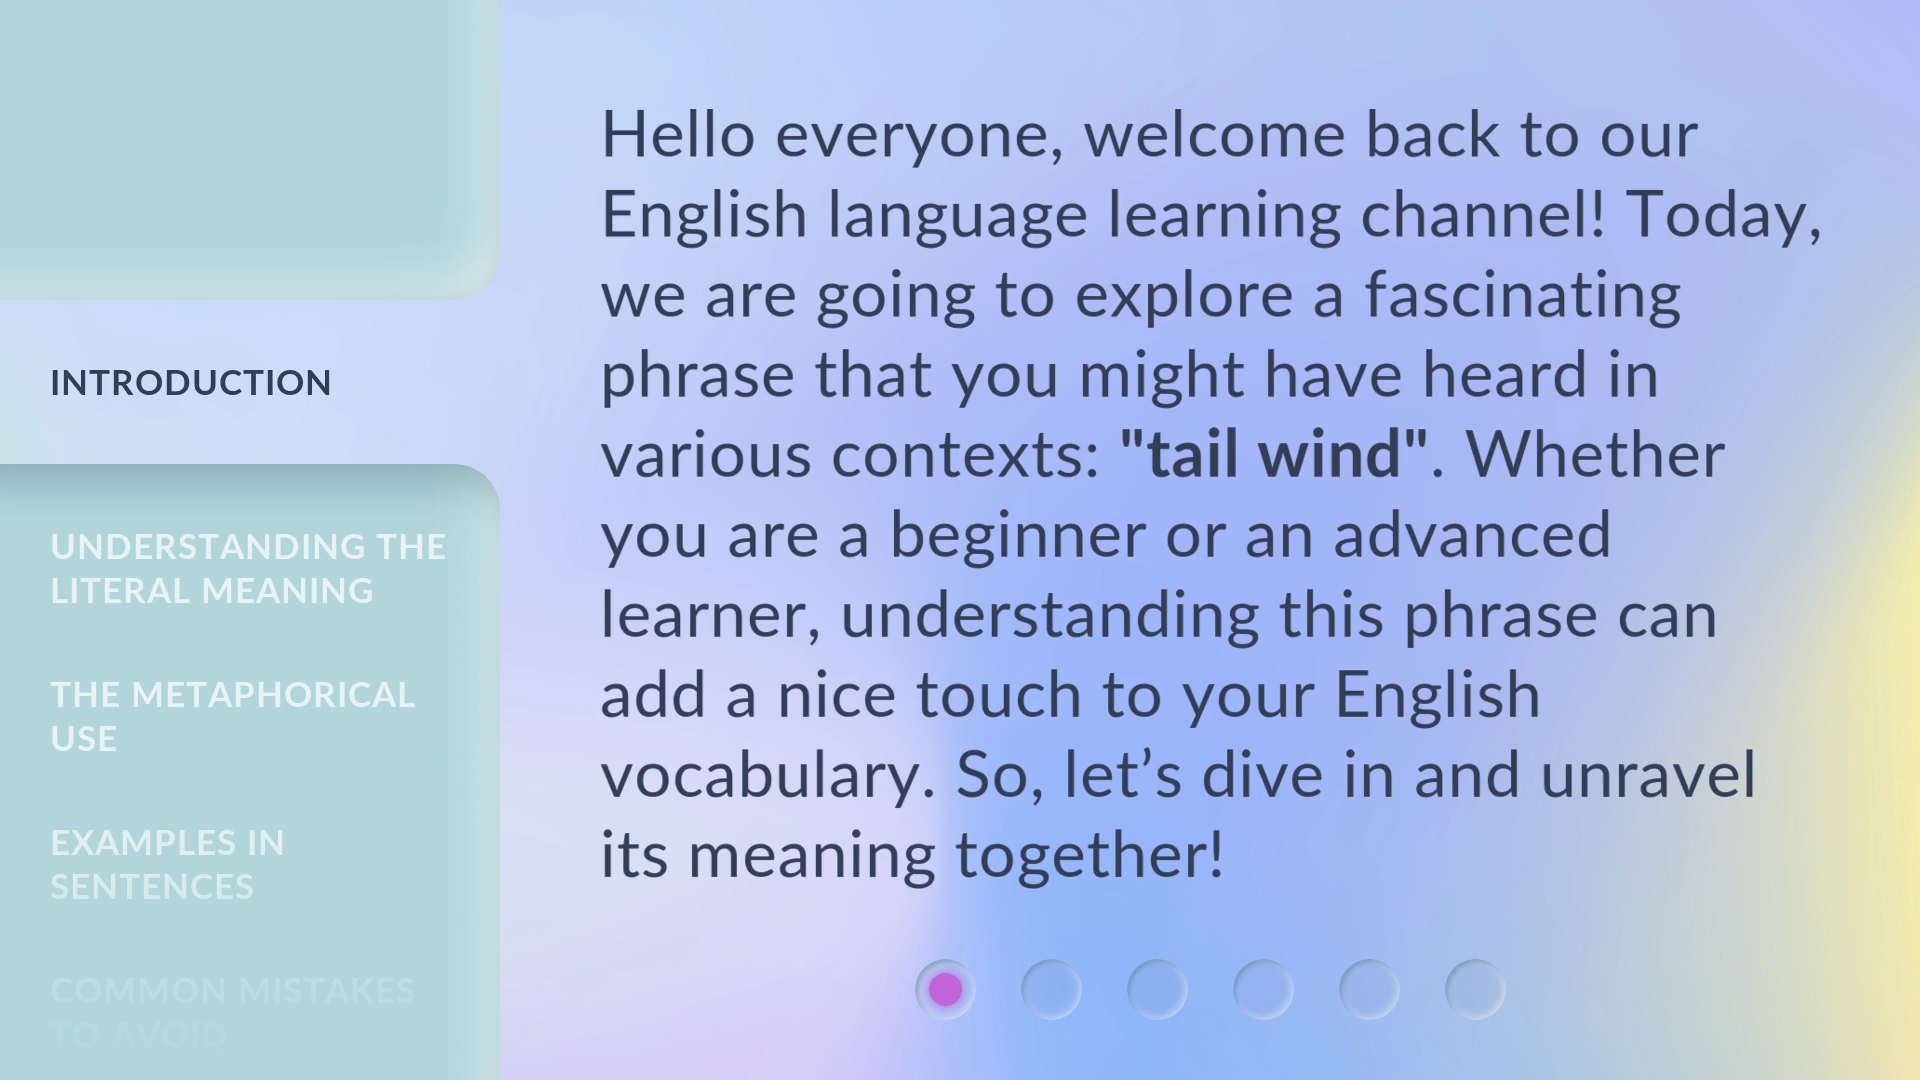 INTRODUCTION
UNDERSTANDING THE
LITERAL MEANING
THE METAPHORICAL
USE
EXAMPLES IN
SENTENCES
COMMON MISTAKES
TO AVOID
Hello everyone, welcome back to our
English language learning channel! Today,
we are going to explore a fascinating
phrase that you might have heard in
various contexts: "tail wind". Whether
you are a beginner or an advanced
learner, understanding this phrase can
add a nice touch to your English
vocabulary. So, let’s dive in and unravel
its meaning together!